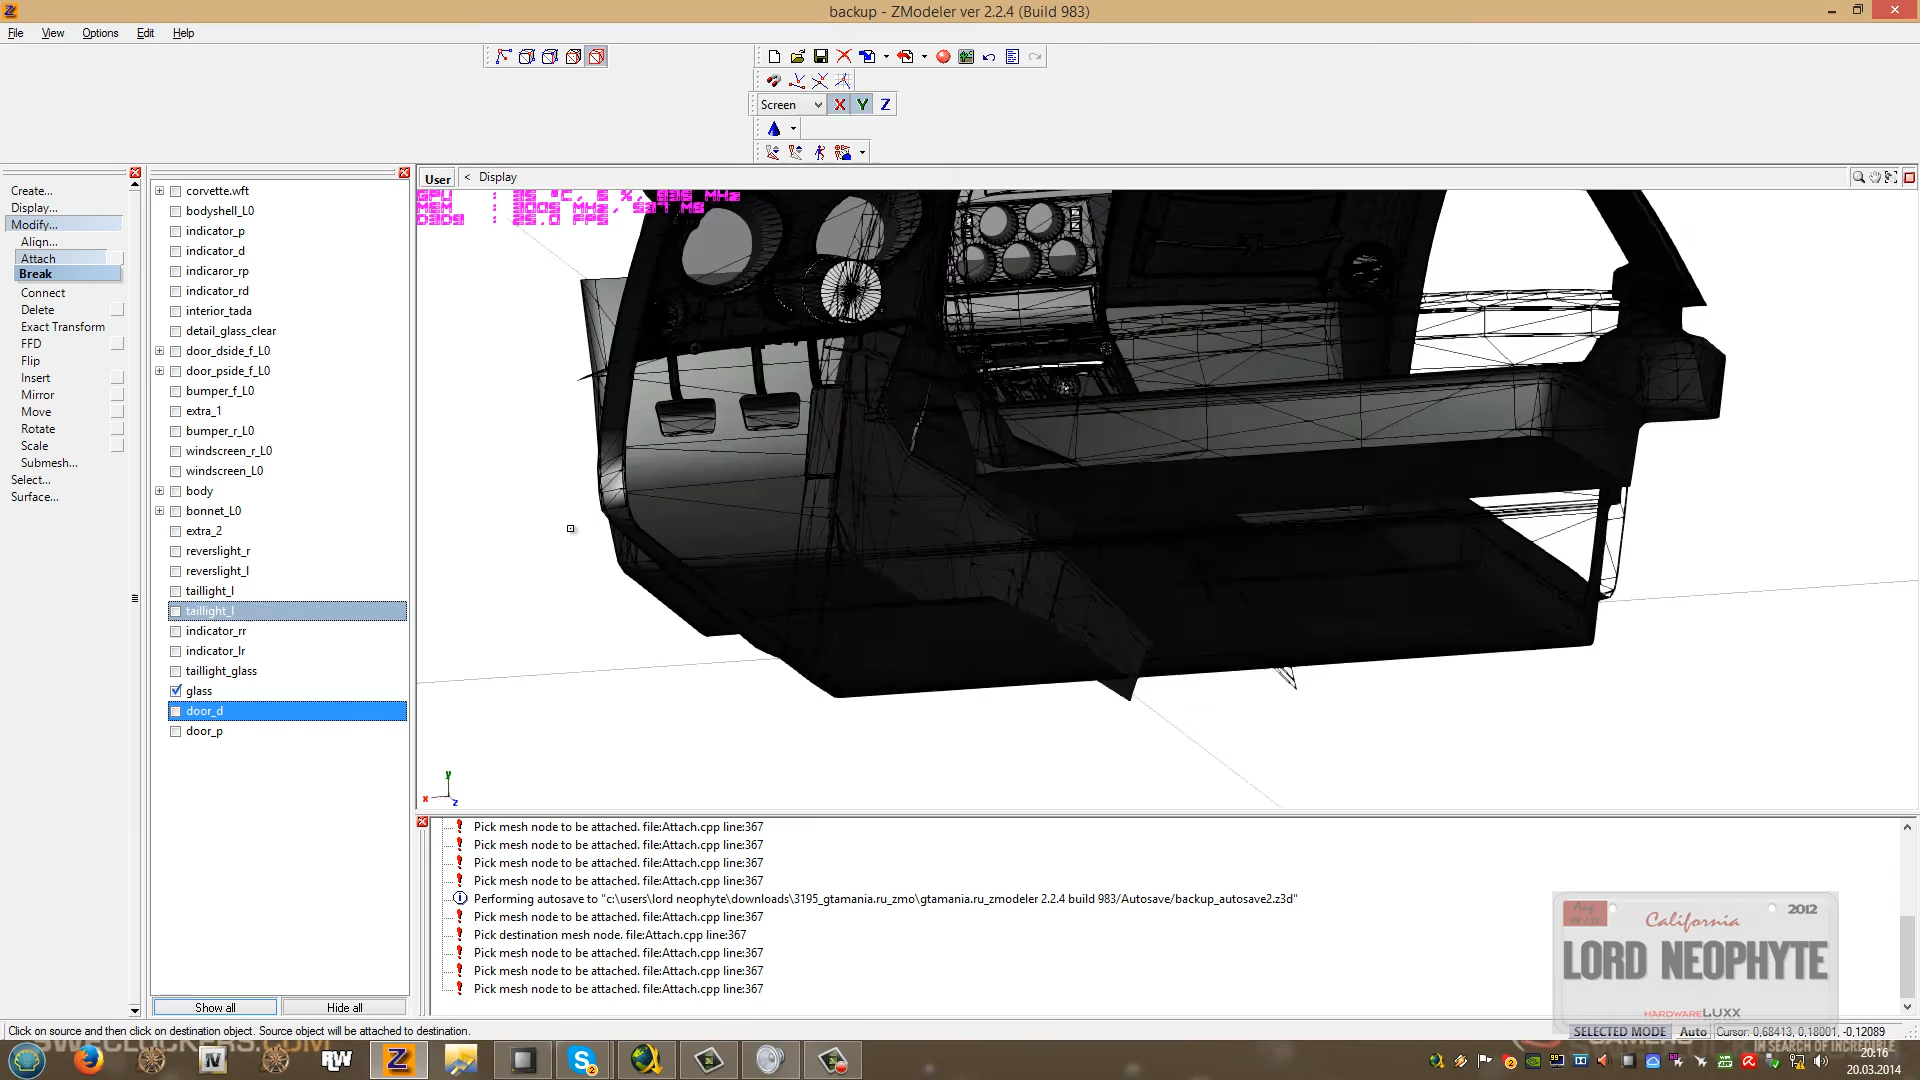 backup - ZModeler ver 2.2.4 (Build 983)
File View Options Edit Help
Screen X Y Z
Create...
Display...
Modify...
Align...
Attach
Break
Connect
Delete
Exact Transform
FFD
Flip
Insert
Mirror
Move
Rotate
Scale
Submesh...
Select...
Surface...
corvette.wft
bodyshell_L0
indicator_p
indicator_d
indicaror_rp
indicator_rd
interior_tada
detail_glass_clear
door_dside_f_L0
door_pside_f_L0
bumper_f_L0
extra_1
bumper_r_L0
windscreen_r_L0
windscreen_L0
body
bonnet_L0
extra_2
reverslight_r
reverslight_l
taillight_l
taillight_l
indicator_rr
indicator_lr
taillight_glass
glass
door_d
door_p
Show all
Hide all
User < Display
y
x
z
Pick mesh node to be attached. file:Attach.cpp line:367
Pick mesh node to be attached. file:Attach.cpp line:367
Pick mesh node to be attached. file:Attach.cpp line:367
Pick mesh node to be attached. file:Attach.cpp line:367
Performing autosave to "c:\users\lord neophyte\downloads\3195_gtamania.ru_zmo\gtamania.ru_zmodeler 2.2.4 build 983/Autosave/backup_autosave2.z3d"
Pick mesh node to be attached. file:Attach.cpp line:367
Pick destination mesh node. file:Attach.cpp line:367
Pick mesh node to be attached. file:Attach.cpp line:367
Pick mesh node to be attached. file:Attach.cpp line:367
Pick mesh node to be attached. file:Attach.cpp line:367
California
2012
LORD NEOPHYTE
HARDWARELUXX
Click on source and then click on destination object. Source object will be attached to destination.
SELECTED MODE Auto Cursor: 0,68413, 0,18001, -0,12089
SWECLOCKERS.COM
IN SEARCH OF INCREDIBLE
IV
RW
20:16
20.03.2014